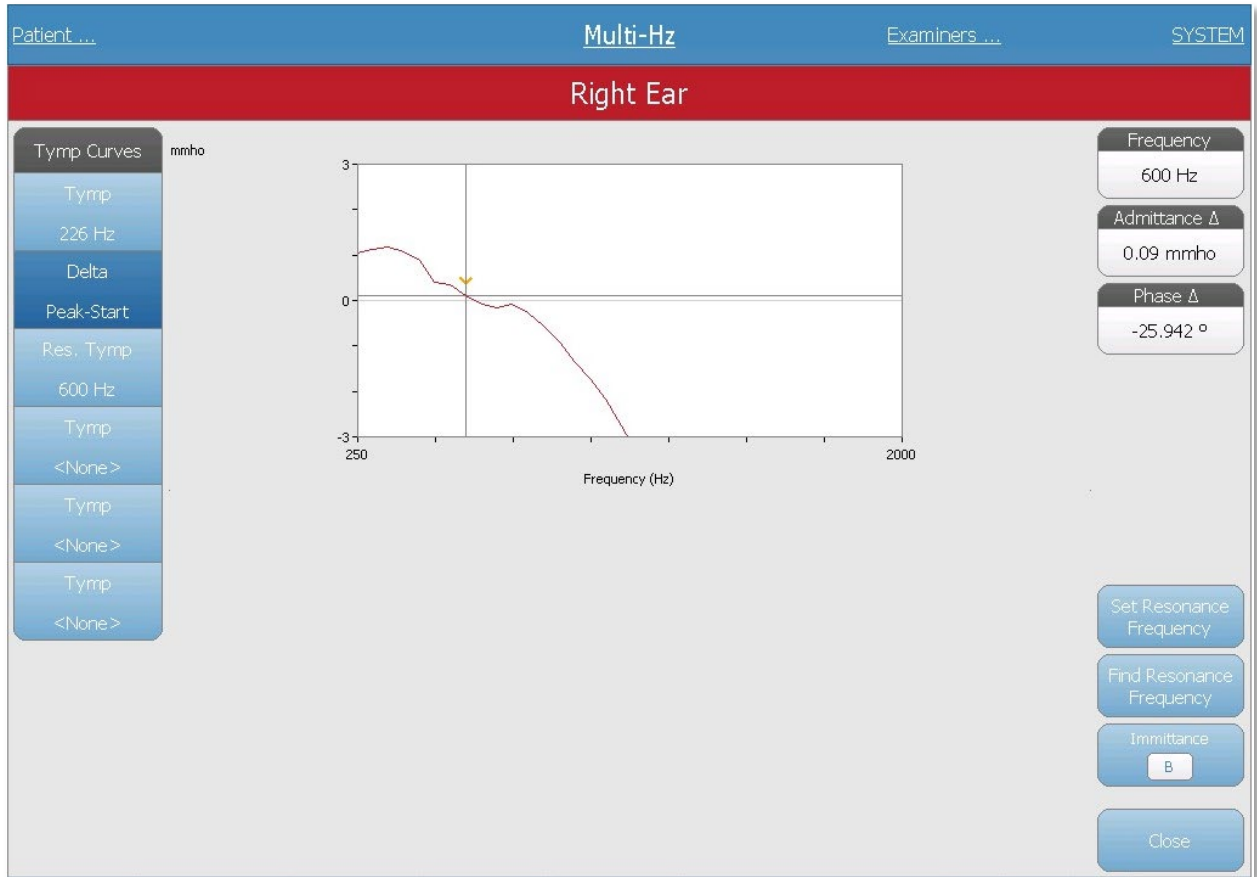 Patient ...
Multi-Hz
Examiners ...
SYSTEM
Right Ear
Tymp Curves
Tymp
226 Hz
Delta
Peak-Start
Res. Tymp
600 Hz
Tymp
<None>
Tymp
<None>
Tymp
<None>
mmho
3
0
-3
250
2000
Frequency (Hz)
Frequency
600 Hz
Admittance Δ
0.09 mmho
Phase Δ
-25.942 º
Set Resonance
Frequency
Find Resonance
Frequency
Immittance
B
Close